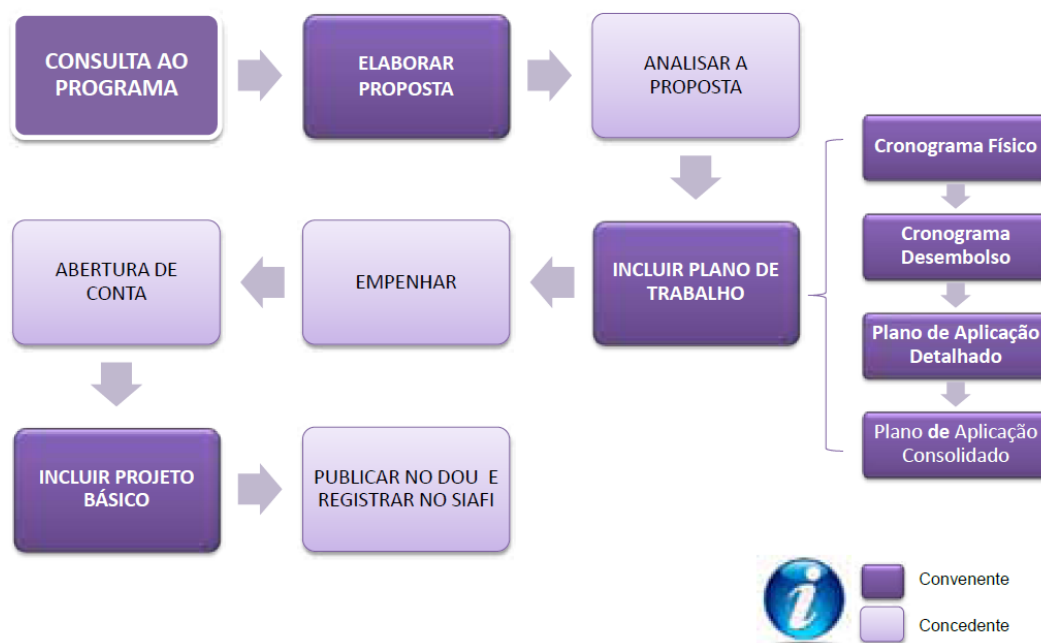 CONSULTA AO
PROGRAMA
ELABORAR
PROPOSTA
ANALISAR A
PROPOSTA
INCLUIR PLANO DE
TRABALHO
EMPENHAR
ABERTURA DE
CONTA
INCLUIR PROJETO
BÁSICO
PUBLICAR NO DOU E
REGISTRAR NO SIAFI
Cronograma Físico
Cronograma
Desembolso
Plano de Aplicação
Detalhado
Plano de Aplicação
Consolidado
i
Convenente
Concedente